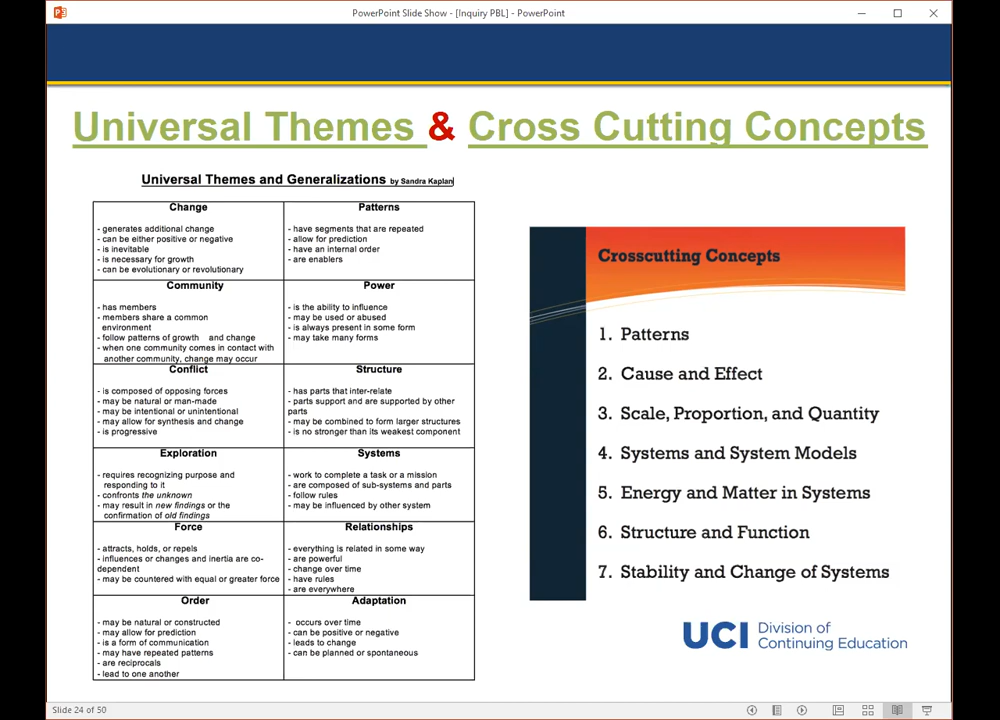 PowerPoint Slide Show - [Inquiry PBL] - PowerPoint
Universal Themes & Cross Cutting Concepts
Universal Themes and Generalizations by Sandra Kaplan
Change
- generates additional change
- can be either positive or negative
- is inevitable
- is necessary for growth
- can be evolutionary or revolutionary
Patterns
- have segments that are repeated
- allow for prediction
- have an internal order
- are enablers
Community
- has members
- members share a common
environment
- follow patterns of growth and change
- when one community comes in contact with
another community, change may occur
Power
- is the ability to influence
- may be used or abused
- is always present in some form
- may take many forms
Conflict
- is composed of opposing forces
- may be natural or man-made
- may be intentional or unintentional
- may allow for synthesis and change
- is progressive
Structure
- has parts that inter-relate
- parts support and are supported by other
parts
- may be combined to form larger structures
- is no stronger than its weakest component
Exploration
- requires recognizing purpose and
responding to it
- confronts the unknown
- may result in new findings or the
confirmation of old findings
Systems
- work to complete a task or a mission
- are composed of sub-systems and parts
- follow rules
- may be influenced by other system
Force
- attracts, holds, or repels
- influences or changes and inertia are co-
dependent
- may be countered with equal or greater force
Relationships
- everything is related in some way
- are powerful
- change over time
- have rules
- are everywhere
Order
- may be natural or constructed
- may allow for prediction
- is a form of communication
- may have repeated patterns
- are reciprocals
- lead to one another
Adaptation
- occurs over time
- can be positive or negative
- leads to change
- can be planned or spontaneous
Crosscutting Concepts
1. Patterns
2. Cause and Effect
3. Scale, Proportion, and Quantity
4. Systems and System Models
5. Energy and Matter in Systems
6. Structure and Function
7. Stability and Change of Systems
UCI Division of
Continuing Education
Slide 24 of 50